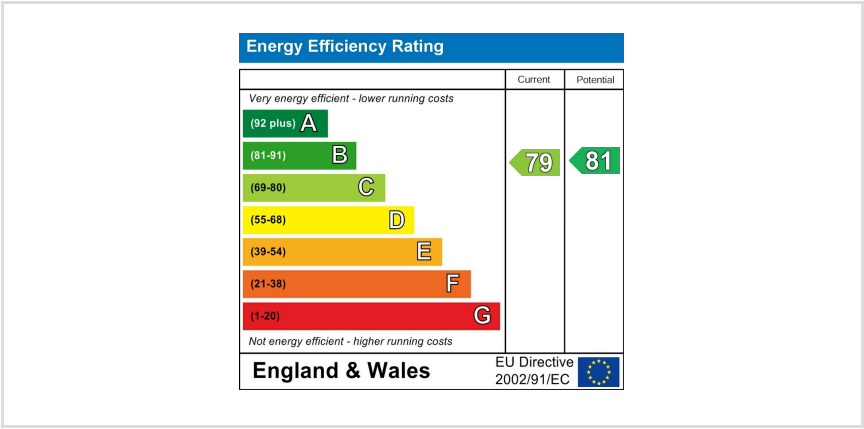 Energy Efficiency Rating
Current Potential
Very energy efficient - lower running costs
(92 plus) A
(81-91) B
(69-80) C
(55-68) D
(39-54) E
(21-38) F
(1-20) G
79 81
Not energy efficient - higher running costs
England & Wales
EU Directive
2002/91/EC